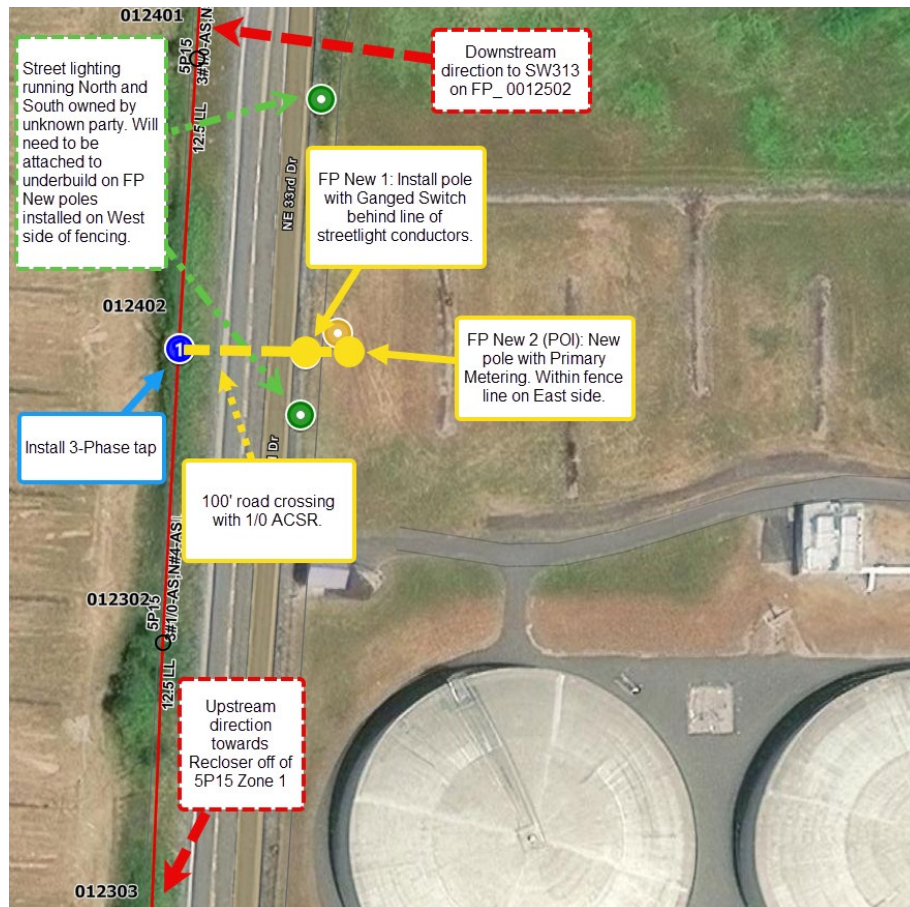 012401
5P15
3#1/0-AS;N
12.5 LL
Downstream
direction to SW313
on FP_ 0012502
Street lighting
running North and
South owned by
unknown party. Will
need to be
attached to
underbuild on FP
New poles
installed on West
side of fencing.
NE 33rd Dr
FP New 1: Install pole
with Ganged Switch
behind line of
streetlight conductors.
012402
1
FP New 2 (POI): New
pole with Primary
Metering. Within fence
line on East side.
Install 3-Phase tap
Dr
100' road crossing
with 1/0 ACSR.
012302
5P15
3#1/0-AS;N#4-AS
12.5 LL
Upstream
direction
towards
Recloser off of
5P15 Zone 1
012303